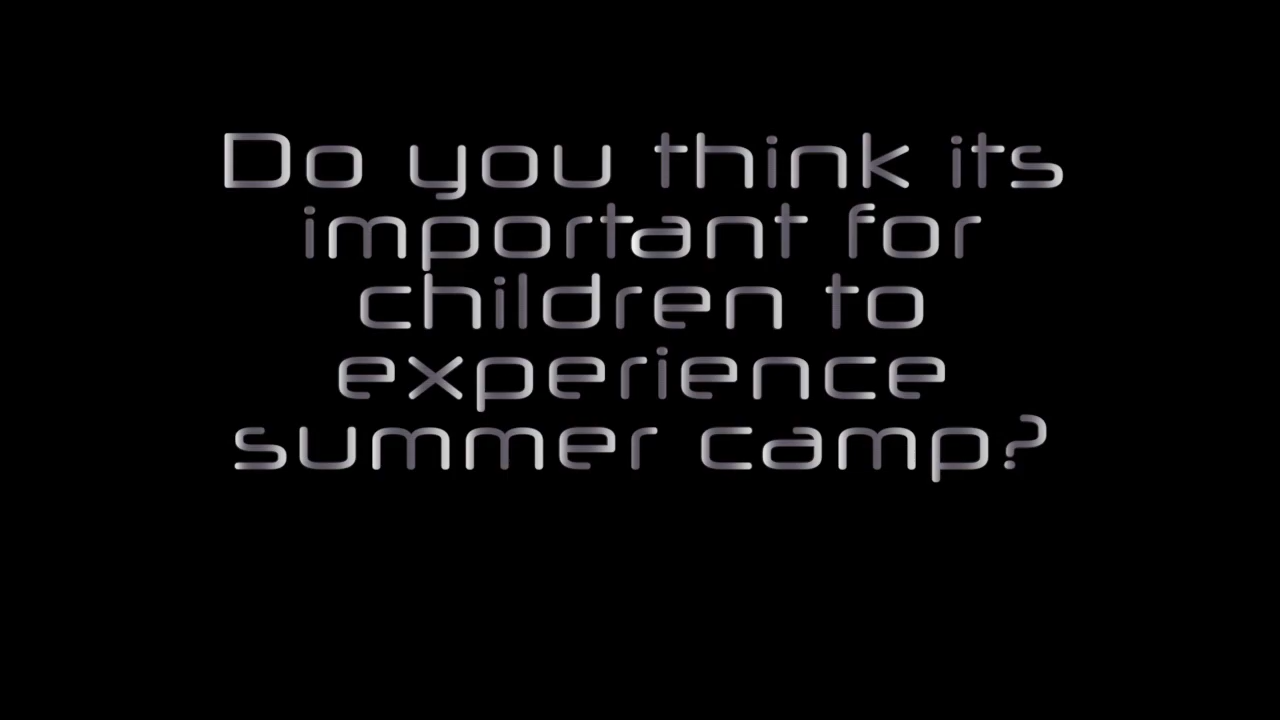 Do you think its
important for
children to
experience
summer camp?